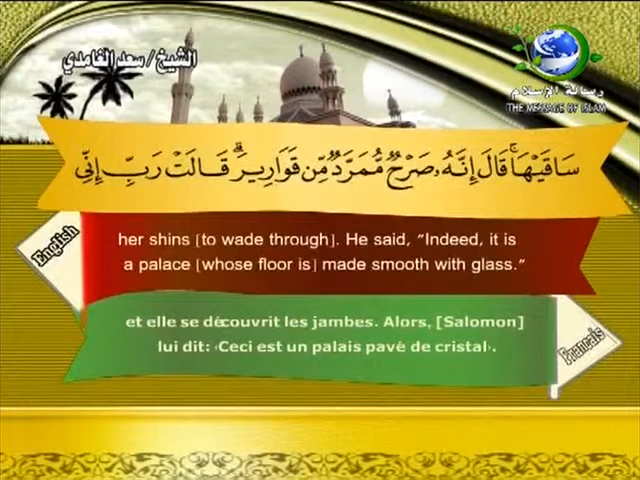 الشيخ / سعد الغامدي
رسالة الإسلام
THE MESSAGE OF ISLAM
سَاقَيْهَا ۚ قَالَ إِنَّهُۥ صَرْحٌ مُّمَرَّدٌ مِّن قَوَارِيرَ ۗ قَالَتْ رَبِّ إِنِّى
English
her shins [to wade through]. He said, "Indeed, it is
a palace [whose floor is] made smooth with glass."
et elle se découvrit les jambes. Alors, [Salomon]
lui dit: ‹Ceci est un palais pavé de cristal›.
Francais